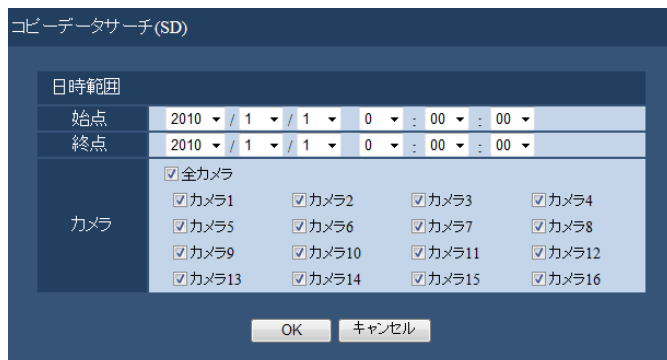 コピーデータサーチ(SD)
日時範囲
始点 2010 / 1 / 1 0 : 00 : 00
終点 2010 / 1 / 1 0 : 00 : 00
カメラ
全カメラ
カメラ1 カメラ2 カメラ3 カメラ4
カメラ5 カメラ6 カメラ7 カメラ8
カメラ9 カメラ10 カメラ11 カメラ12
カメラ13 カメラ14 カメラ15 カメラ16
OK キャンセル